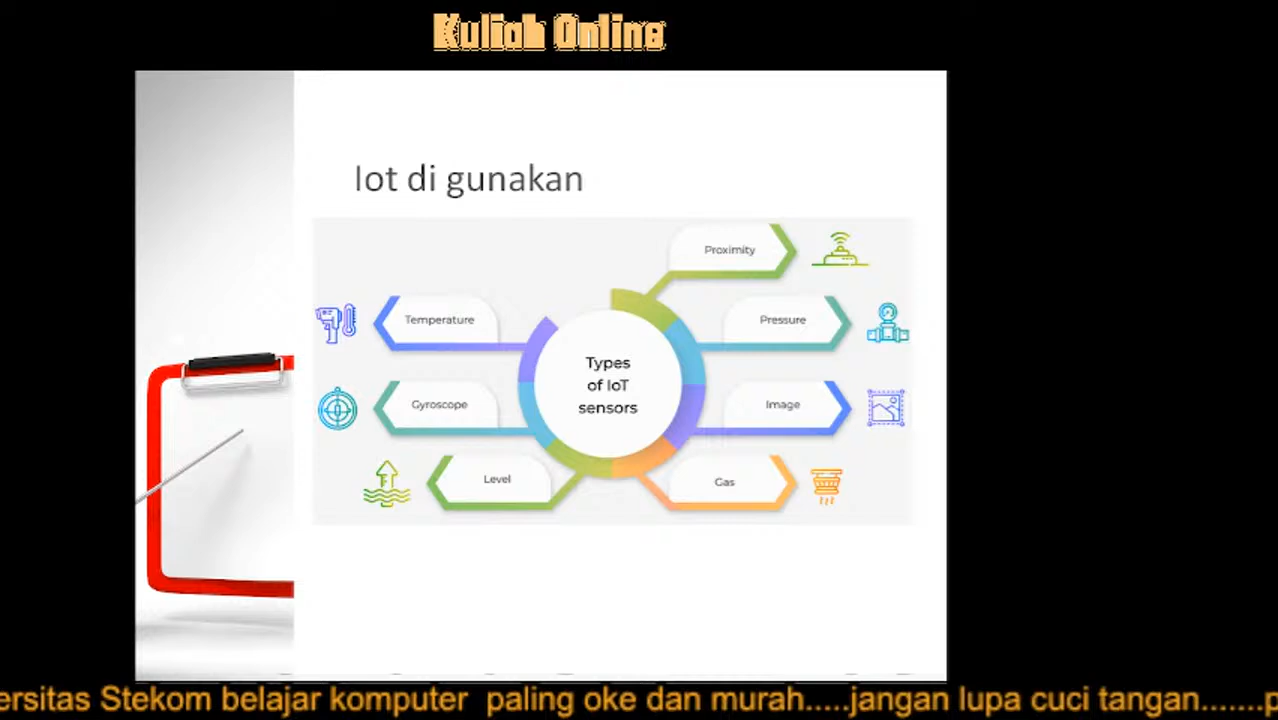 Kuliah Online
Iot di gunakan
Proximity
Temperature
Pressure
Types
of IoT
sensors
Gyroscope
Image
Level
Gas
Stekom belajar komputer paling oke dan murah.....jangan lupa cuci tangan.......